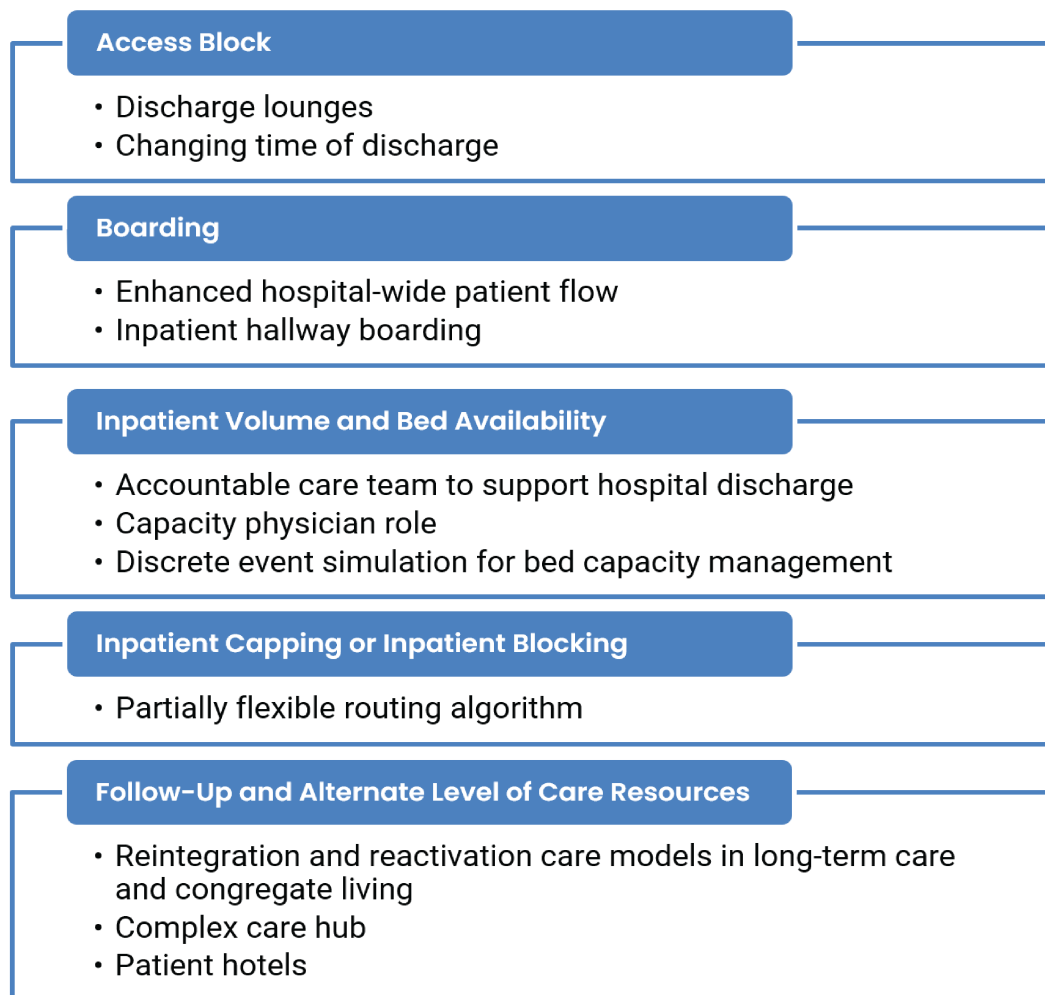 Access Block
• Discharge lounges
• Changing time of discharge
Boarding
• Enhanced hospital-wide patient flow
• Inpatient hallway boarding
Inpatient Volume and Bed Availability
• Accountable care team to support hospital discharge
• Capacity physician role
• Discrete event simulation for bed capacity management
Inpatient Capping or Inpatient Blocking
• Partially flexible routing algorithm
Follow-Up and Alternate Level of Care Resources
• Reintegration and reactivation care models in long-term care
and congregate living
• Complex care hub
• Patient hotels